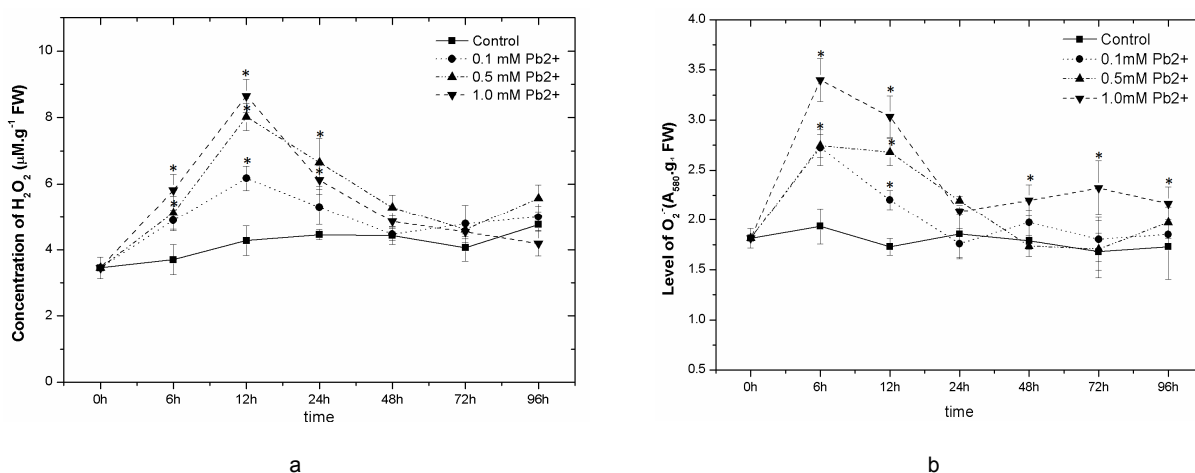 Concentration of H₂O₂ (µM.g⁻¹ FW)
10
8
6
4
2
0
Control
0.1 mM Pb2+
0.5 mM Pb2+
1.0 mM Pb2+
*
*
*
*
*
*
*
0h 6h 12h 24h 48h 72h 96h
time
a
Level of O₂⁻(A₅₈₀.g₋₁ FW)
4.0
3.5
3.0
2.5
2.0
1.5
1.0
0.5
Control
0.1mM Pb2+
0.5mM Pb2+
1.0mM Pb2+
*
*
*
*
*
*
*
*
0h 6h 12h 24h 48h 72h 96h
time
b